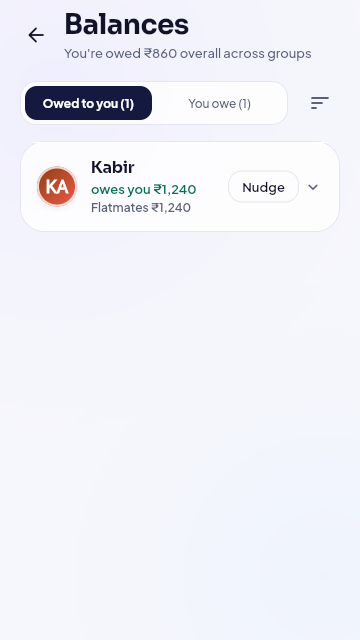 Balances
You're owed ₹860 overall across groups
Owed to you (1)
You owe (1)
Kabir
KA
owes you ₹1,240
Nudge
Flatmates ₹1,240